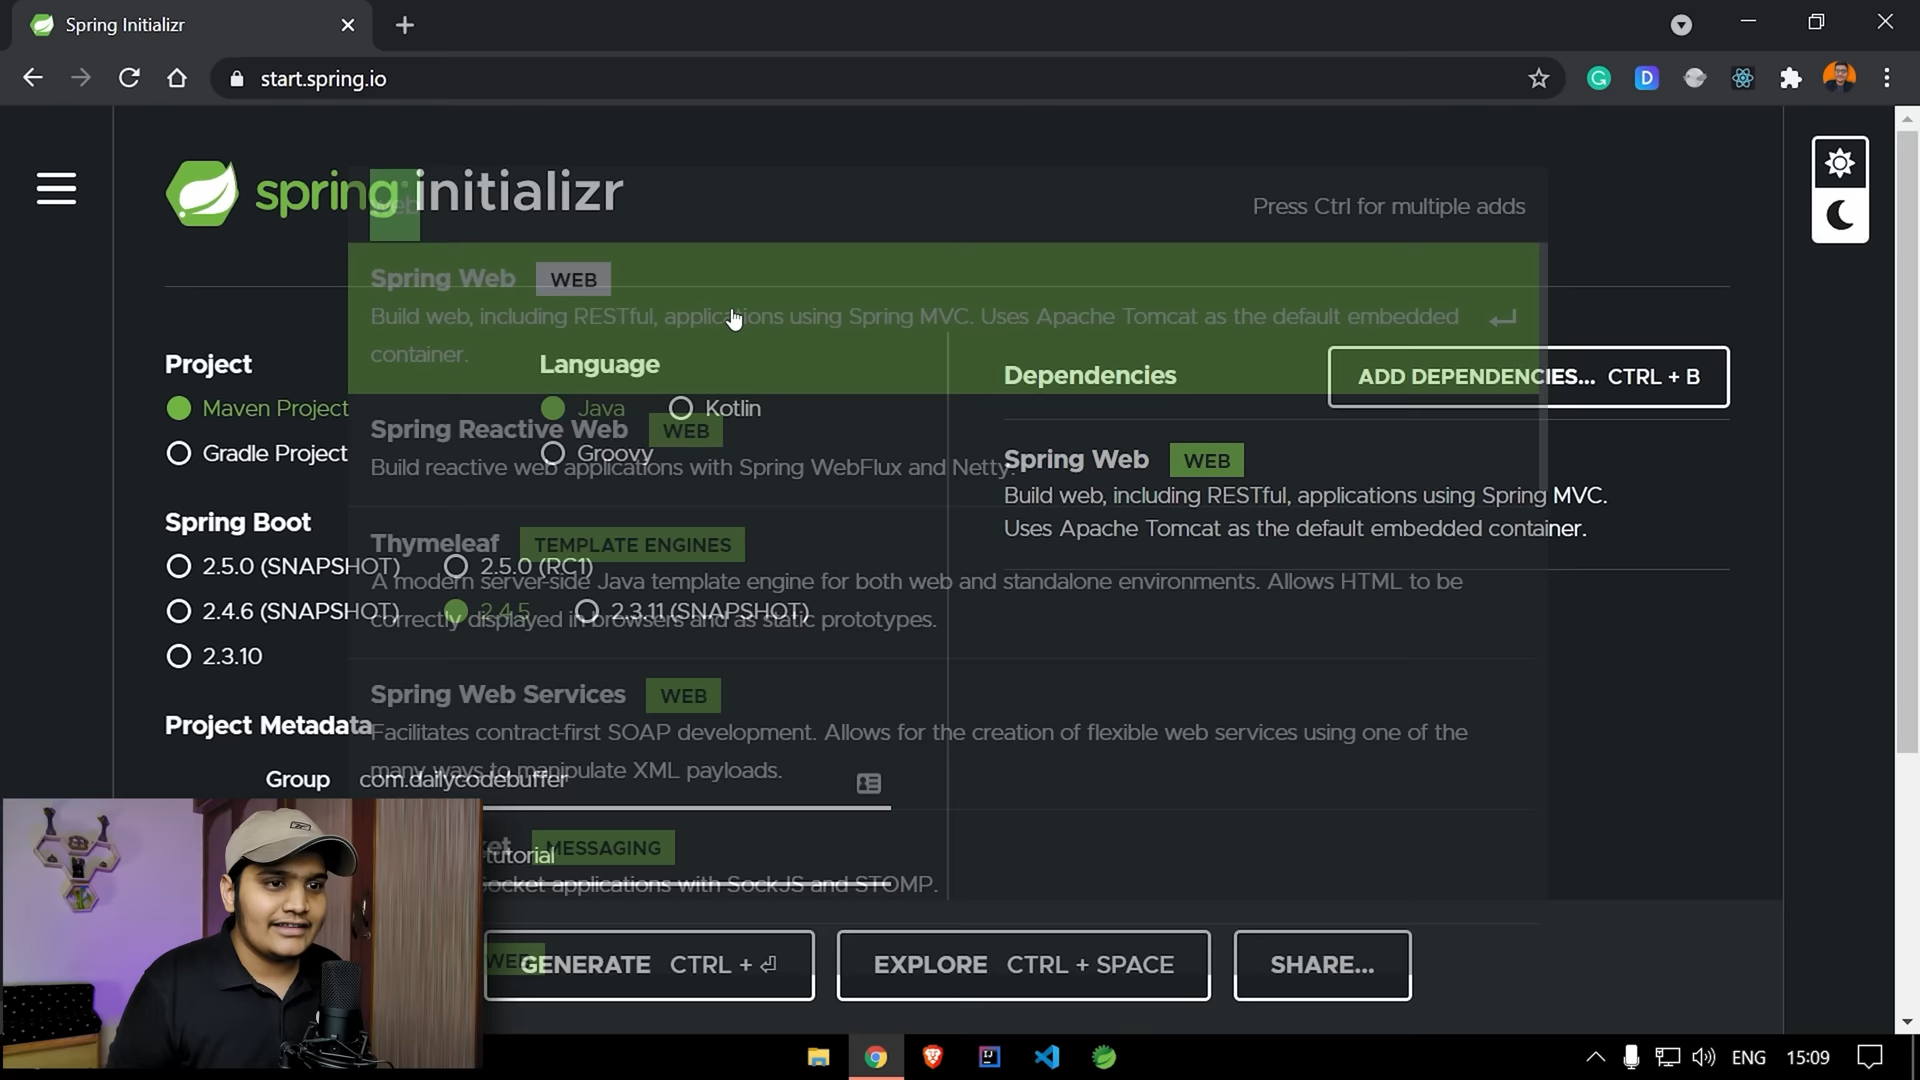 Spring Initializr
start.spring.io
spring initializr
web
Press Ctrl for multiple adds
Spring Web WEB
Build web, including RESTful, applications using Spring MVC. Uses Apache Tomcat as the default embedded
container.
Project
Language
Dependencies
ADD DEPENDENCIES... CTRL + B
Maven Project
Java
Kotlin
Gradle Project
Groovy
Spring Reactive Web WEB
Build reactive web applications with Spring WebFlux and Netty.
Spring Web WEB
Build web, including RESTful, applications using Spring MVC.
Uses Apache Tomcat as the default embedded container.
Spring Boot
Thymeleaf TEMPLATE ENGINES
2.5.0 (SNAPSHOT)
2.5.0 (RC1)
A modern server-side Java template engine for both web and standalone environments. Allows HTML to be
correctly displayed in browsers and as static prototypes.
2.4.6 (SNAPSHOT)
2.4.5
2.3.11 (SNAPSHOT)
2.3.10
Spring Web Services WEB
Project Metadata
Facilitates contract-first SOAP development. Allows for the creation of flexible web services using one of the
many ways to manipulate XML payloads.
Group com.dailycodebuffer
MESSAGING
tutorial
ocket applications with SockJS and STOMP.
WEB
GENERATE CTRL + ⏎
EXPLORE CTRL + SPACE
SHARE...
ENG
15:09